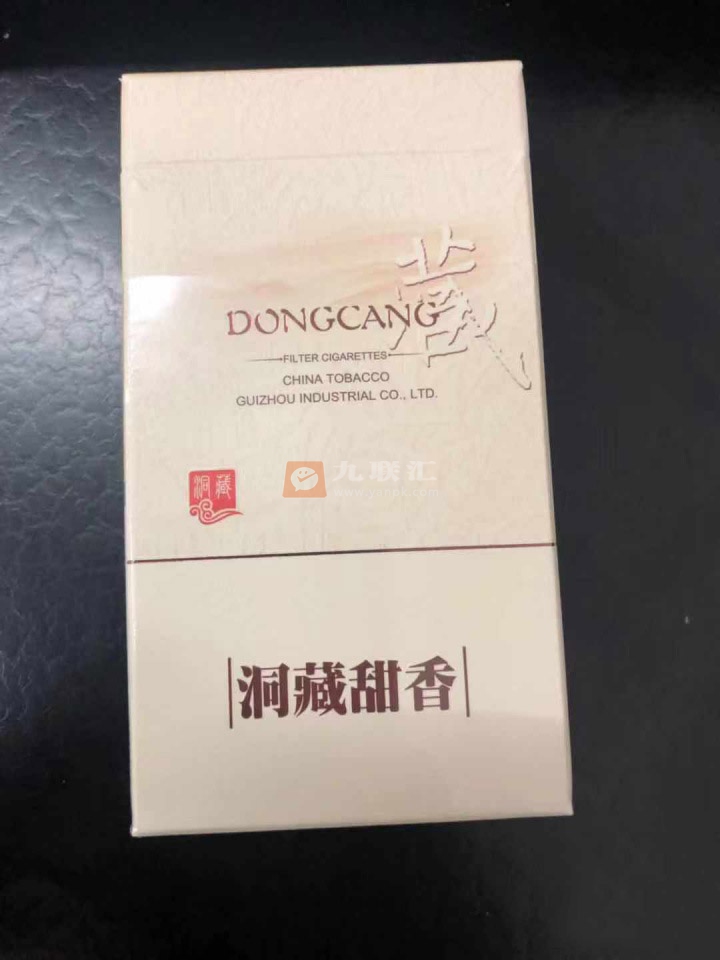 藏
DONGCANG
FILTER CIGARETTES
CHINA TOBACCO
GUIZHOU INDUSTRIAL CO., LTD.
洞藏
九联汇
洞藏甜香